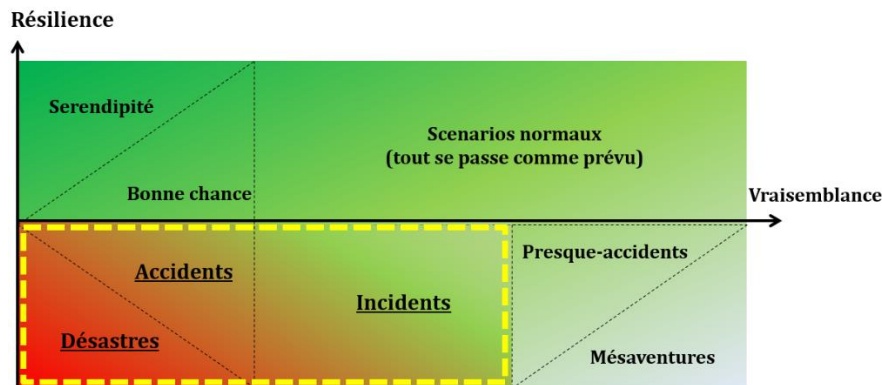 Résilience
Serendipité
Scenarios normaux
(tout se passe comme prévu)
Bonne chance
Vraisemblance
Presque-accidents
Accidents
Incidents
Désastres
Mésaventures